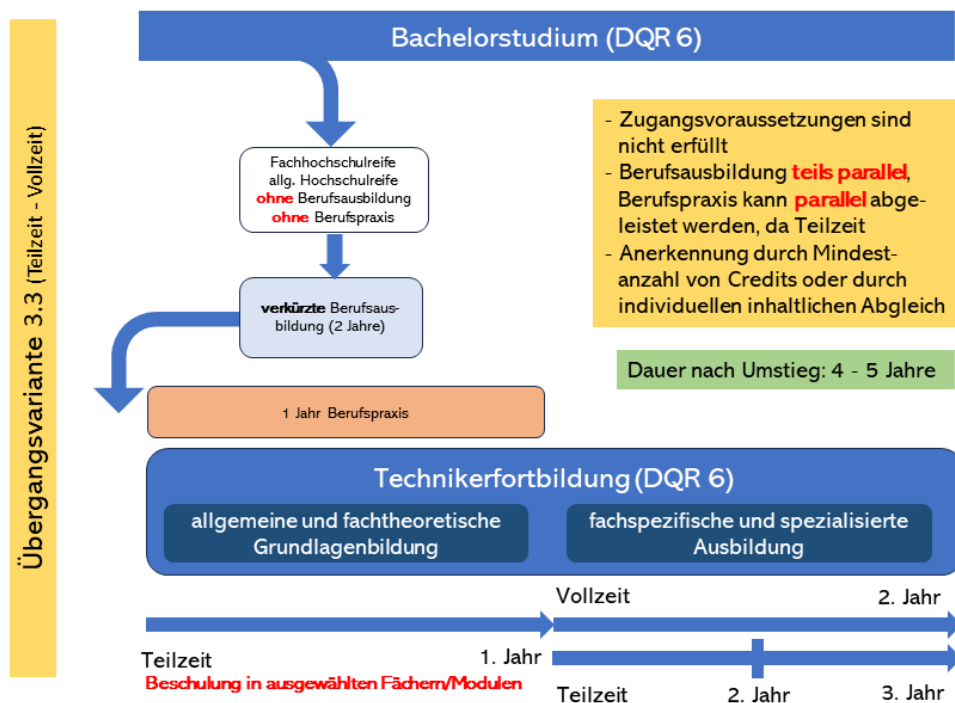 Bachelorstudium (DQR 6)
Übergangsvariante 3.3 (Teilzeit - Vollzeit)
Fachhochschulreife
allg. Hochschulreife
ohne Berufsausbildung
ohne Berufspraxis
- Zugangsvoraussetzungen sind
nicht erfüllt
- Berufsausbildung teils parallel,
Berufspraxis kann parallel abge-
leistet werden, da Teilzeit
- Anerkennung durch Mindest-
anzahl von Credits oder durch
individuellen inhaltlichen Abgleich
verkürzte Berufsaus-
bildung (2 Jahre)
Dauer nach Umstieg: 4 - 5 Jahre
1 Jahr Berufspraxis
Technikerfortbildung (DQR 6)
allgemeine und fachtheoretische
Grundlagenbildung
fachspezifische und spezialisierte
Ausbildung
Vollzeit
2. Jahr
Teilzeit
1. Jahr
Beschulung in ausgewählten Fächern/Modulen
Teilzeit
2. Jahr
3. Jahr